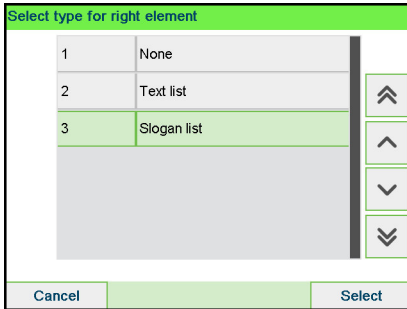 Select type for right element
1 None
2 Text list
3 Slogan list
Cancel Select